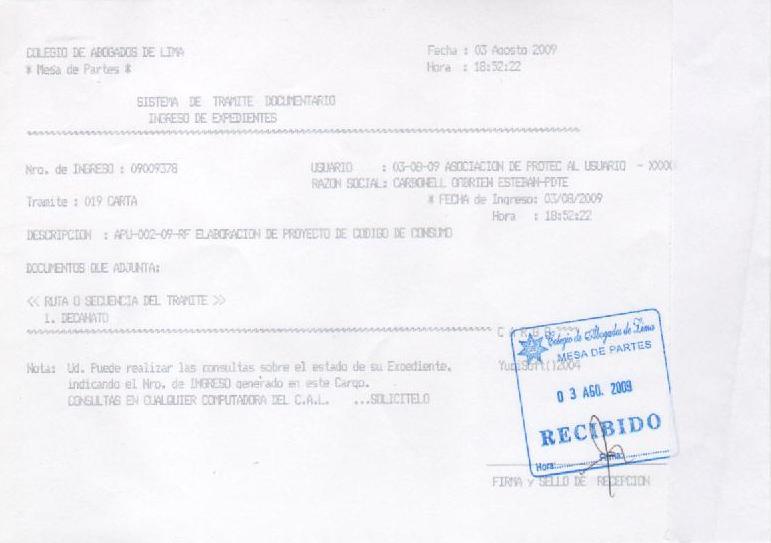 COLEGIO DE ABOGADOS DE LIMA
Fecha : 03 Agosto 2009
* Mesa de Partes *
Hora : 18:52:22
SISTEMA DE TRAMITE DOCUMENTARIO
INGRESO DE EXPEDIENTES
Nro. de INGRESO : 09009378
USUARIO : 03-08-09 ASOCIACION DE PROTEC AL USUARIO - XXXX
RAZON SOCIAL: CARBONELL OBRIEN ESTEBAN-PDTE
Tramite : 019 CARTA
* FECHA de Ingreso: 03/08/2009
Hora : 18:52:22
DESCRIPCION : APU-002-09-RF ELABORACION DE PROYECTO DE CODIGO DE CONSUMO
DOCUMENTOS QUE ADJUNTA:
<< RUTA O SECUENCIA DEL TRAMITE >>
1. DECANATO
Nota: Ud. Puede realizar las consultas sobre el estado de su Expediente,
indicando el Nro. de INGRESO generado en este Cargo.
CONSULTAS EN CUALQUIER COMPUTADORA DEL C.A.L. ...SOLICITELO
Colegio de Abogados de Lima
MESA DE PARTES
03 AGO. 2009
RECIBIDO
Hora:............Firma:............
FIRMA y SELLO DE RECEPCION